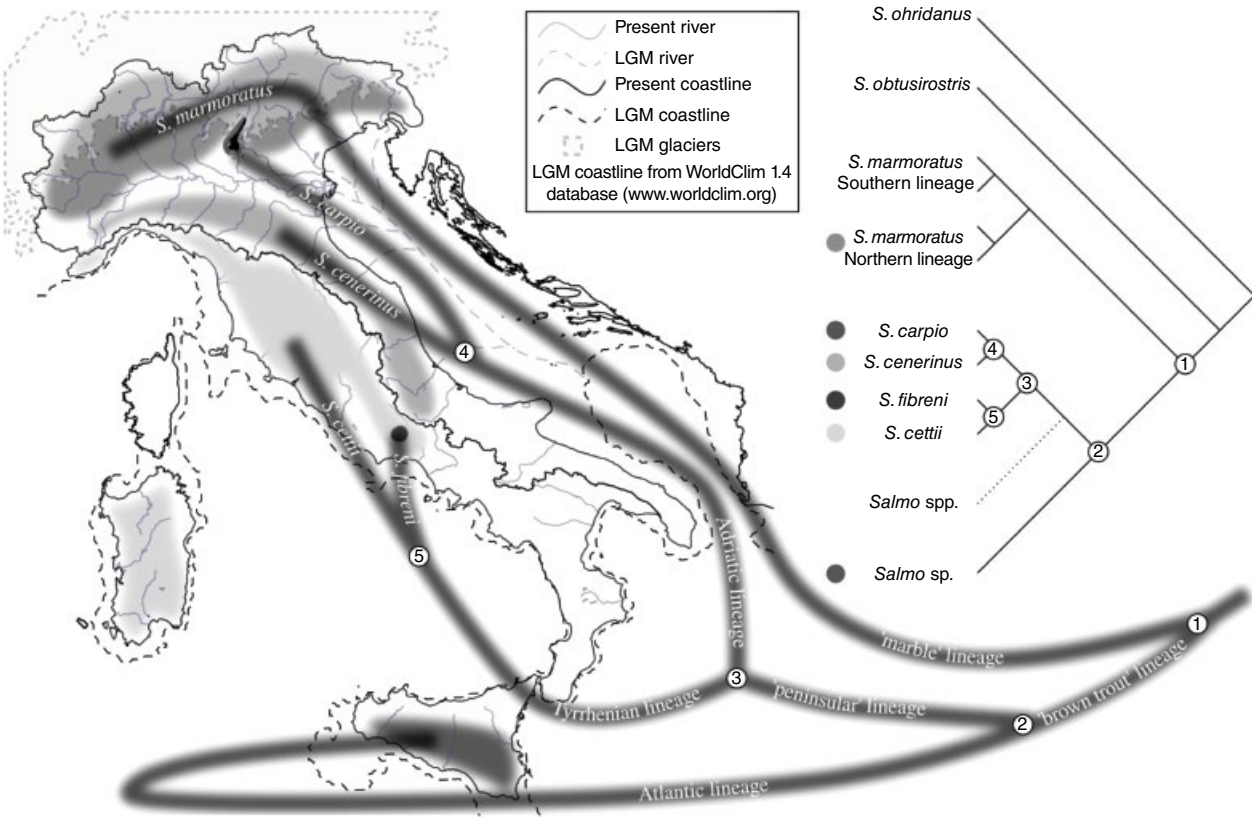 Present river
LGM river
Present coastline
LGM coastline
LGM glaciers
LGM coastline from WorldClim 1.4
database (www.worldclim.org)
S. ohridanus
S. obtusirostris
S. marmoratus
Southern lineage
S. marmoratus
Northern lineage
S. carpio
S. cenerinus
S. fibreni
S. cettii
Salmo spp.
Salmo sp.
1
2
3
4
5
S. marmoratus
S. carpio
S. cenerinus
S. cettii
S. fibreni
4
5
Adriatic lineage
'marble' lineage
1
3
Tyrrhenian lineage
'peninsular' lineage
2
'brown trout' lineage
Atlantic lineage